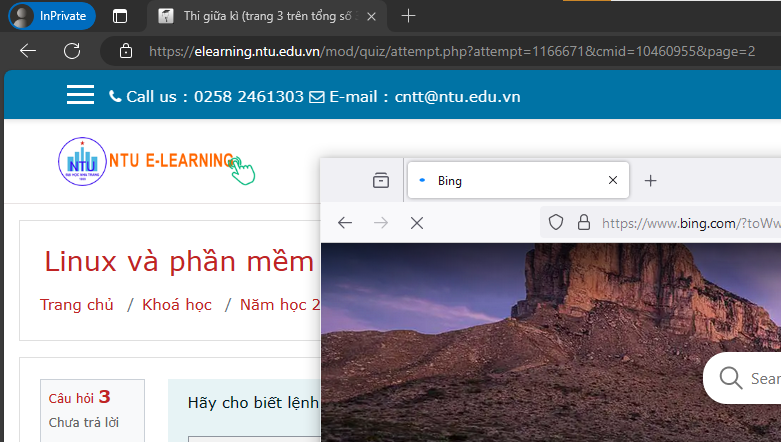 InPrivate
Thi giữa kì (trang 3 trên tổng số
https://elearning.ntu.edu.vn/mod/quiz/attempt.php?attempt=1166671&cmid=10460955&page=2
Call us : 0258 2461303 E-mail : cntt@ntu.edu.vn
NTU
NTU E-LEARNING
Bing
https://www.bing.com/?toWw
Linux và phần mềm
Trang chủ / Khoá học / Năm học 2
Sear
Câu hỏi 3
Chưa trả lời
Hãy cho biết lệnh